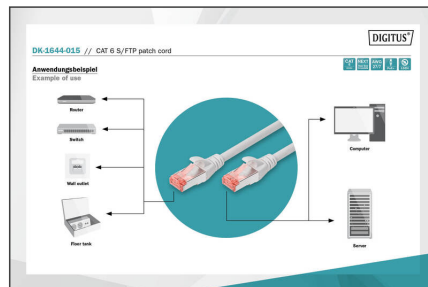 DIGITUS®
DK-1644-015 // CAT 6 S/FTP patch cord
Anwendungsbeispiel
Example of use
Router
Switch
Wall outlet
Floor tank
Computer
Server